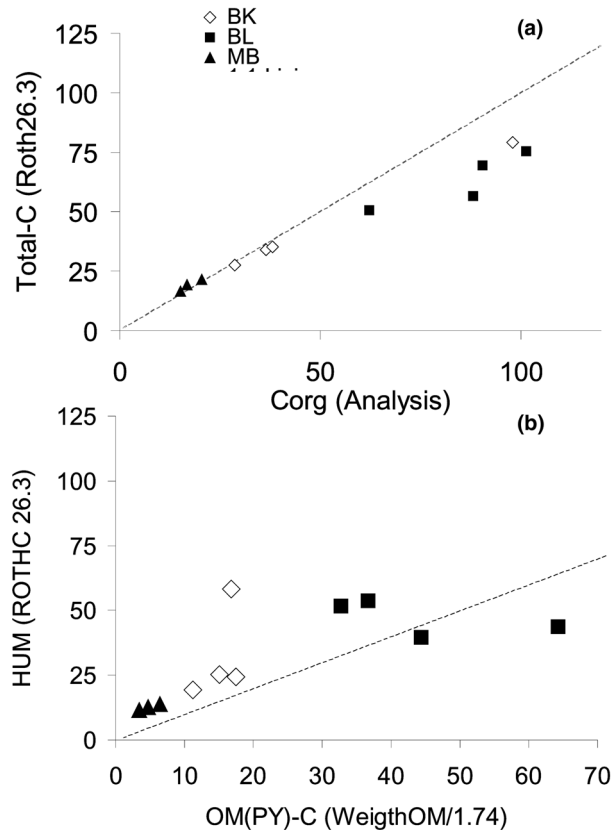 (a)
BK
BL
MB
125
100
75
50
25
0
Total-C (Roth26.3)
0 50 100
Corg (Analysis)
(b)
125
100
75
50
25
0
HUM (ROTHC 26.3)
0 10 20 30 40 50 60 70
OM(PY)-C (WeigthOM/1.74)